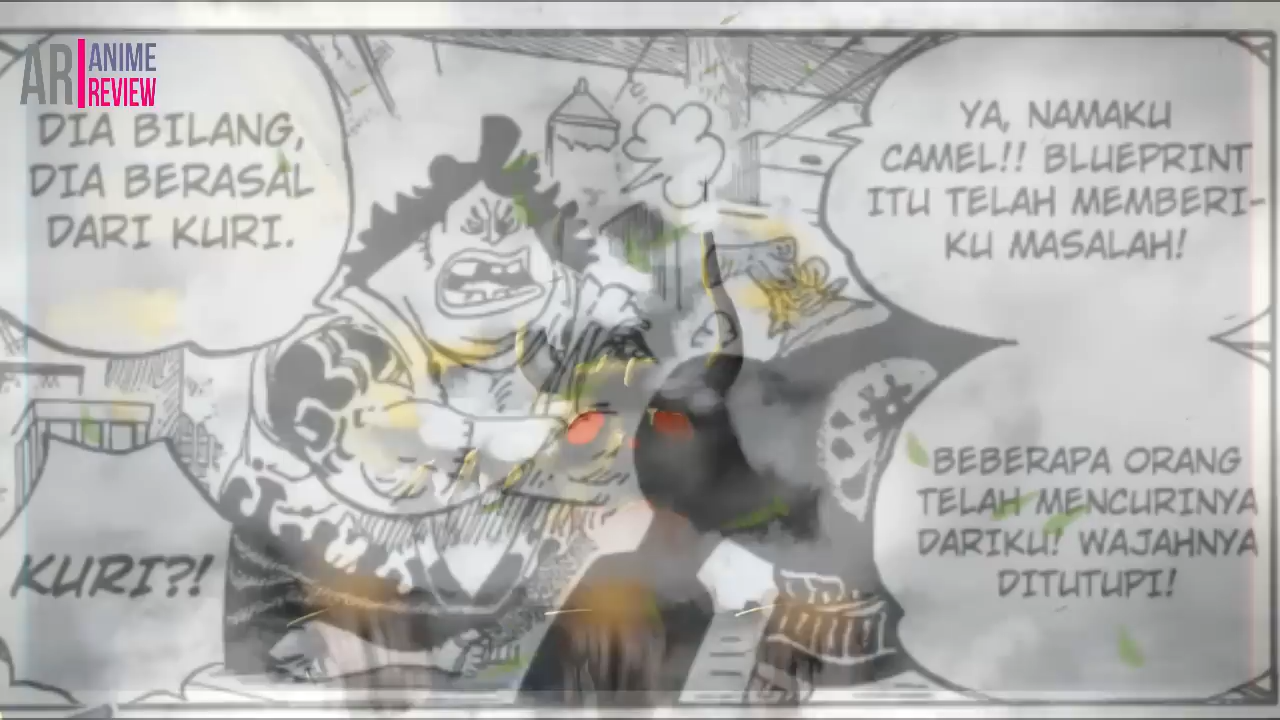 AR ANIME
REVIEW
DIA BILANG,
DIA BERASAL
DARI KURI.
KURI?!
YA, NAMAKU
CAMEL!! BLUEPRINT
ITU TELAH MEMBERI-
KU MASALAH!
BEBERAPA ORANG
TELAH MENCURINYA
DARIKU! WAJAHNYA
DITUTUPI!